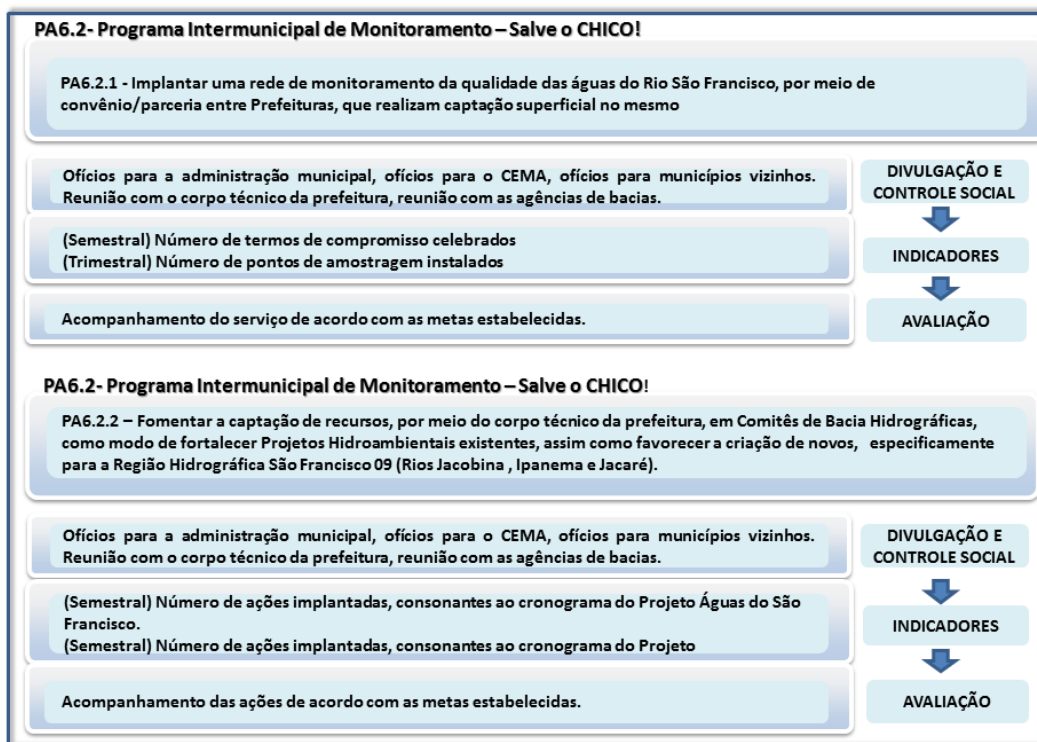 PA6.2- Programa Intermunicipal de Monitoramento – Salve o CHICO!
PA6.2.1 - Implantar uma rede de monitoramento da qualidade das águas do Rio São Francisco, por meio de
convênio/parceria entre Prefeituras, que realizam captação superficial no mesmo
Ofícios para a administração municipal, ofícios para o CEMA, ofícios para municípios vizinhos.
Reunião com o corpo técnico da prefeitura, reunião com as agências de bacias.
DIVULGAÇÃO E
CONTROLE SOCIAL
(Semestral) Número de termos de compromisso celebrados
(Trimestral) Número de pontos de amostragem instalados
INDICADORES
Acompanhamento do serviço de acordo com as metas estabelecidas.
AVALIAÇÃO
PA6.2- Programa Intermunicipal de Monitoramento – Salve o CHICO!
PA6.2.2 – Fomentar a captação de recursos, por meio do corpo técnico da prefeitura, em Comitês de Bacia Hidrográficas,
como modo de fortalecer Projetos Hidroambientais existentes, assim como favorecer a criação de novos, especificamente
para a Região Hidrográfica São Francisco 09 (Rios Jacobina , Ipanema e Jacaré).
Ofícios para a administração municipal, ofícios para o CEMA, ofícios para municípios vizinhos.
Reunião com o corpo técnico da prefeitura, reunião com as agências de bacias.
DIVULGAÇÃO E
CONTROLE SOCIAL
(Semestral) Número de ações implantadas, consonantes ao cronograma do Projeto Águas do São
Francisco.
(Semestral) Número de ações implantadas, consonantes ao cronograma do Projeto
INDICADORES
Acompanhamento das ações de acordo com as metas estabelecidas.
AVALIAÇÃO